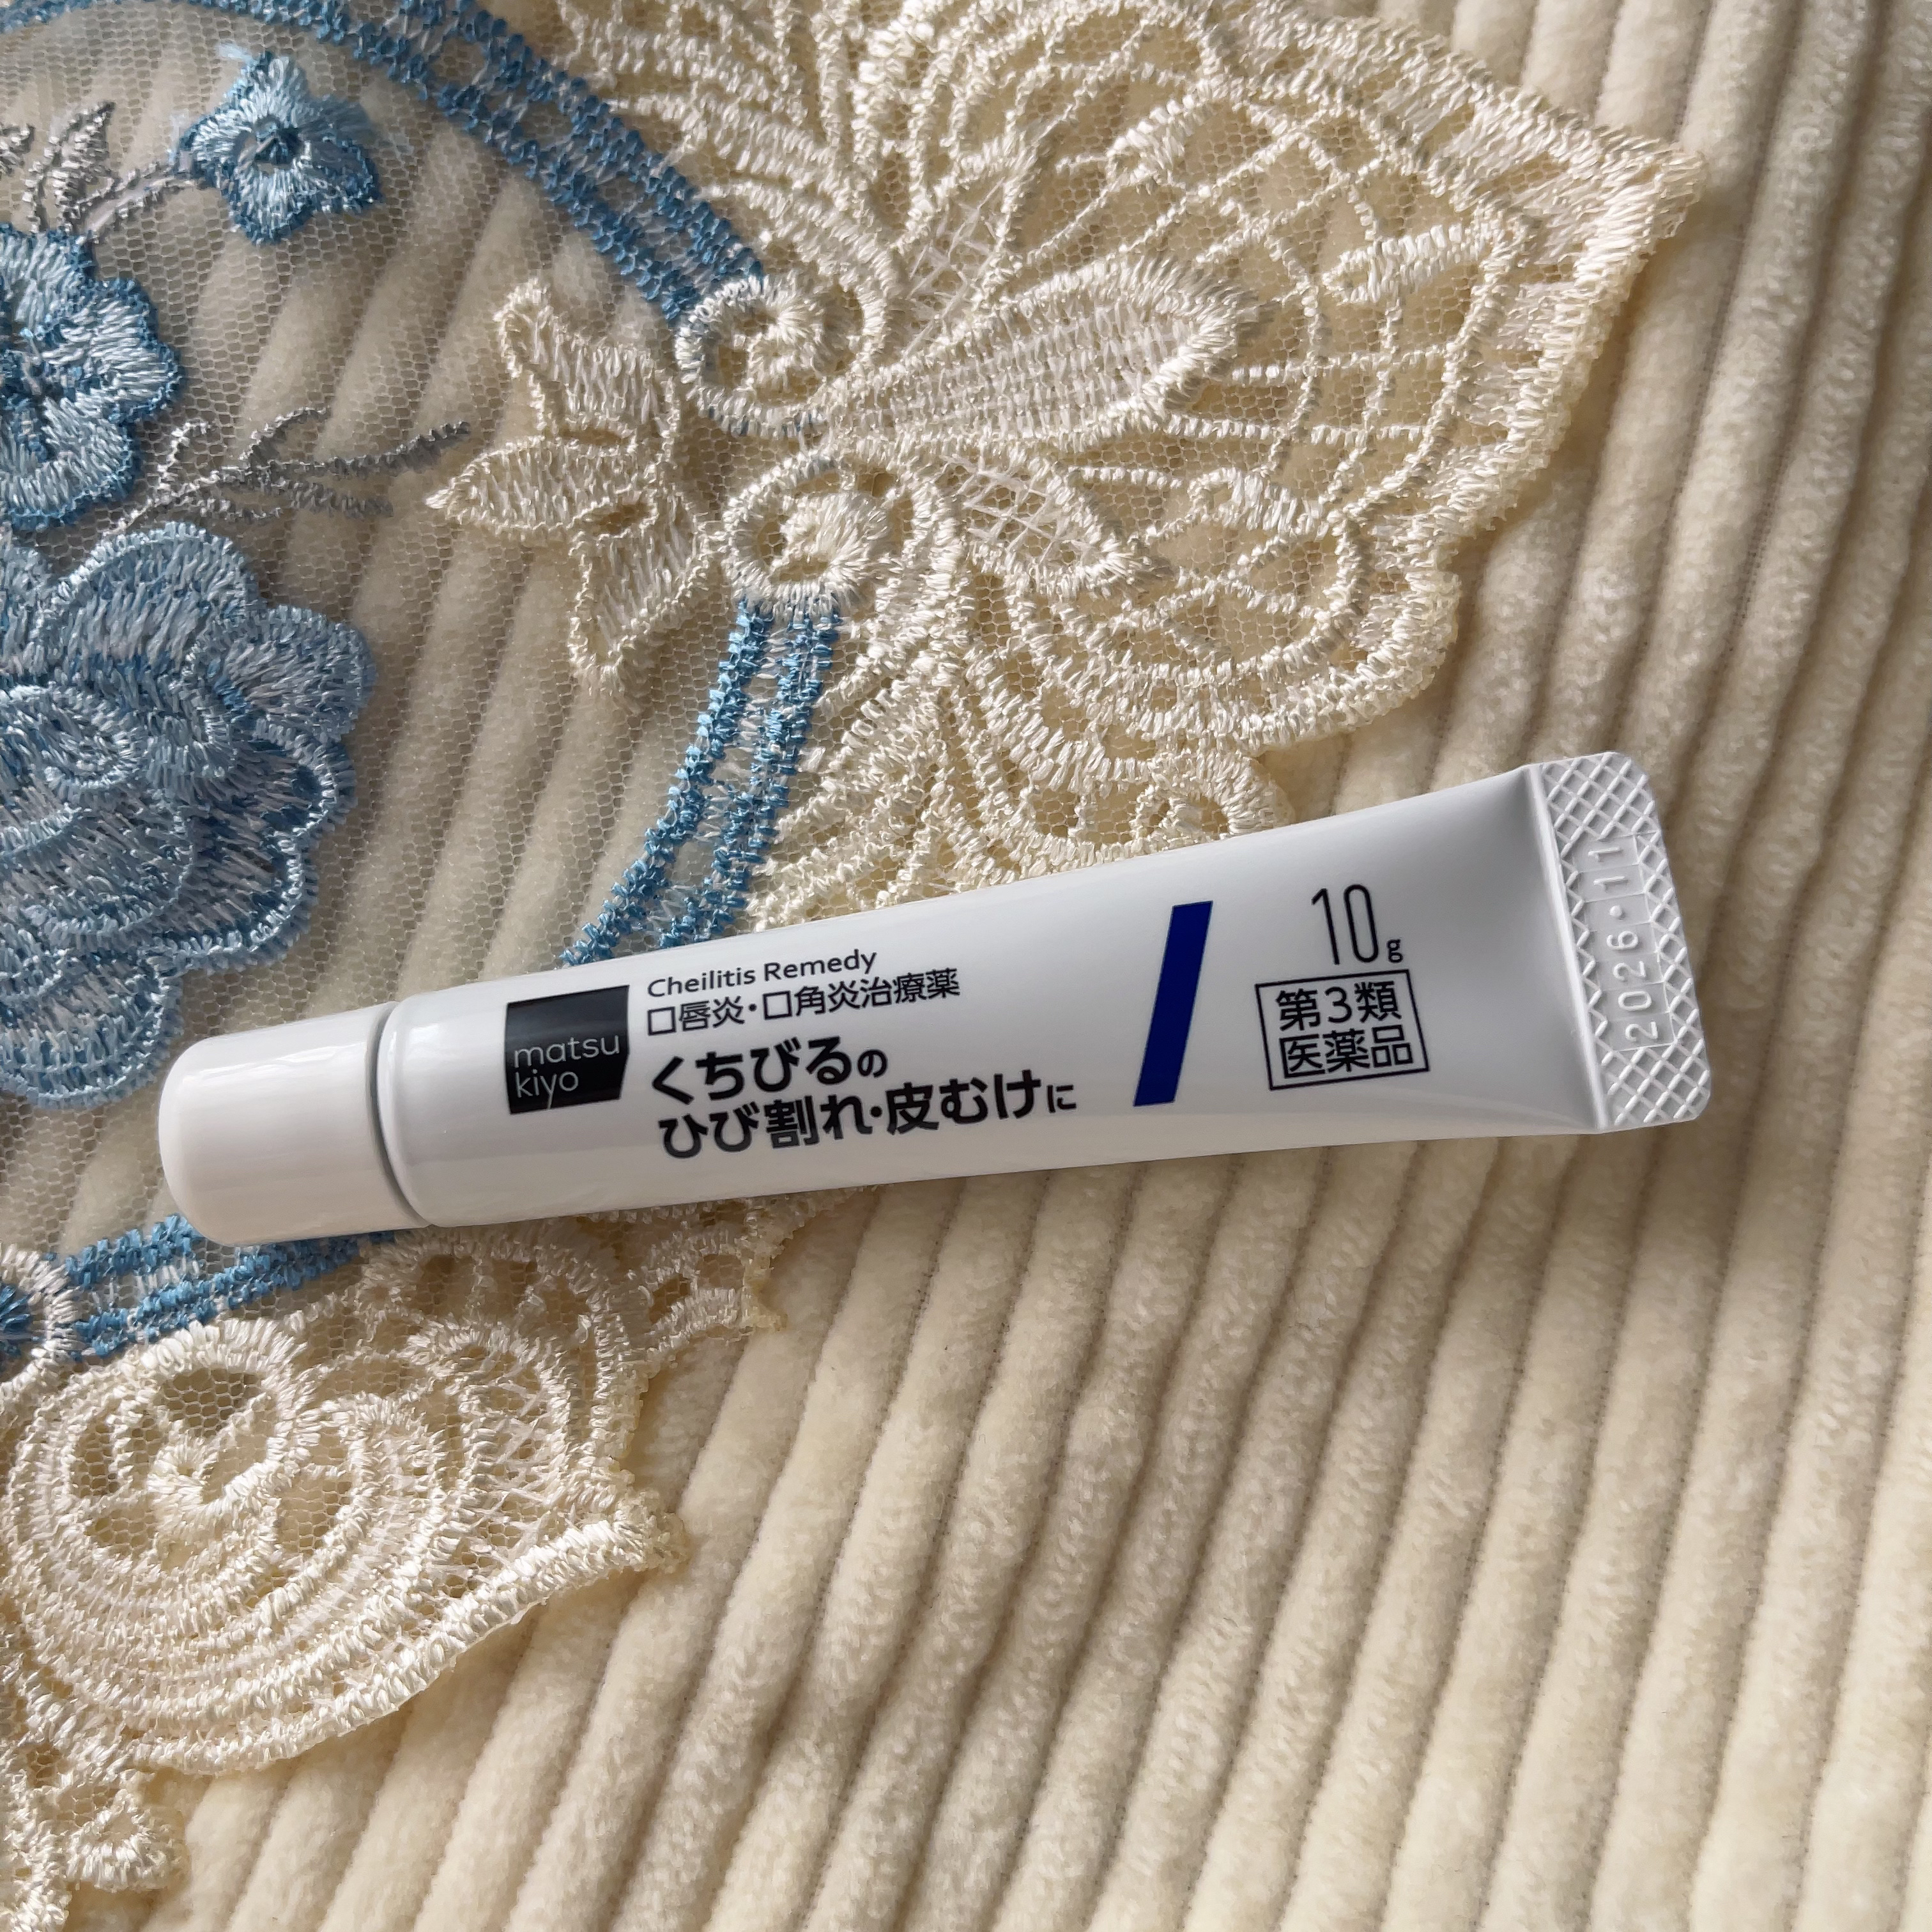 matsu
kiyo
Cheilitis Remedy
口唇炎・口角炎治療薬
くちびるの
ひび割れ・皮むけに
10g
第3類
医薬品
2026・11